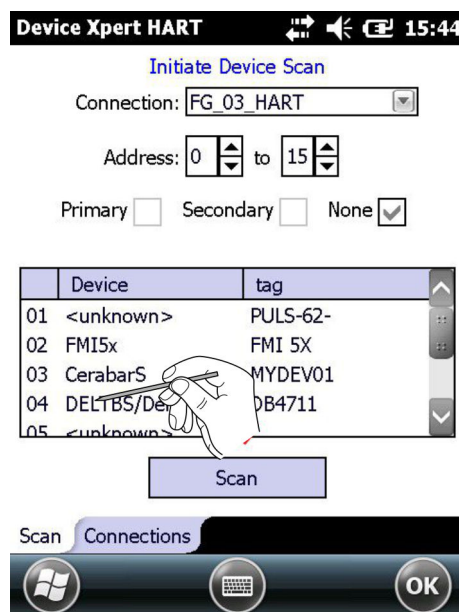 Device Xpert HART 15:44
Initiate Device Scan
Connection: FG_03_HART
Address: 0 to 15
Primary Secondary None
Device tag
01 <unknown> PULS-62-
02 FMI5x FMI 5X
03 CerabarS MYDEV01
04 DELTBS/De DB4711
05 <unknown>
Scan
Scan Connections
OK